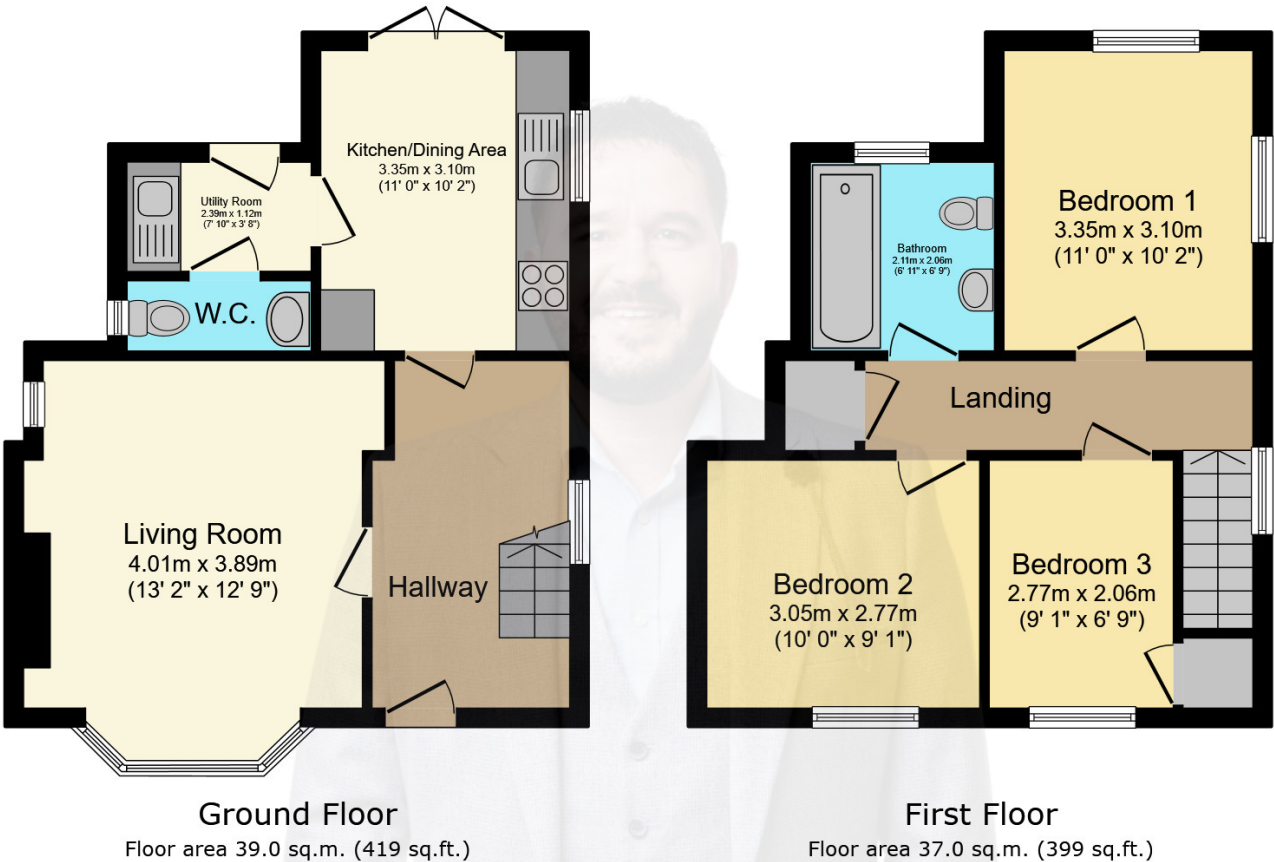 Kitchen/Dining Area
3.35m x 3.10m
(11' 0" x 10' 2")
Utility Room
2.39m x 1.12m
(7' 10" x 3' 8")
W.C.
Living Room
4.01m x 3.89m
(13' 2" x 12' 9")
Hallway
Ground Floor
Floor area 39.0 sq.m. (419 sq.ft.)
Bedroom 1
3.35m x 3.10m
(11' 0" x 10' 2")
Bathroom
2.11m x 2.06m
(6' 11" x 6' 9")
Landing
Bedroom 2
3.05m x 2.77m
(10' 0" x 9' 1")
Bedroom 3
2.77m x 2.06m
(9' 1" x 6' 9")
First Floor
Floor area 37.0 sq.m. (399 sq.ft.)